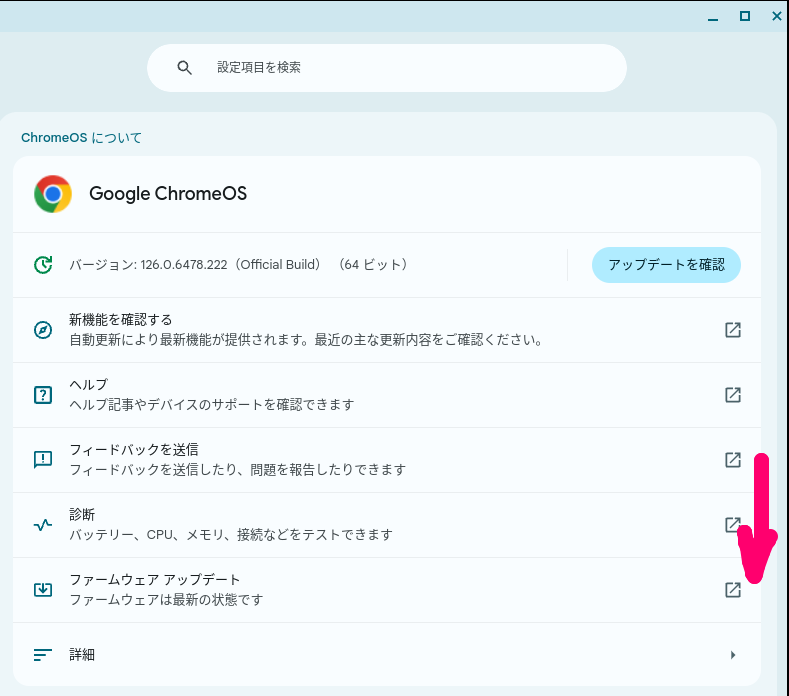 設定項目を検索
ChromeOS について
Google ChromeOS
バージョン: 126.0.6478.222（Official Build） （64 ビット）
アップデートを確認
新機能を確認する
自動更新により最新機能が提供されます。最近の主な更新内容をご確認ください。
ヘルプ
ヘルプ記事やデバイスのサポートを確認できます
フィードバックを送信
フィードバックを送信したり、問題を報告したりできます
診断
バッテリー、CPU、メモリ、接続などをテストできます
ファームウェア アップデート
ファームウェアは最新の状態です
詳細